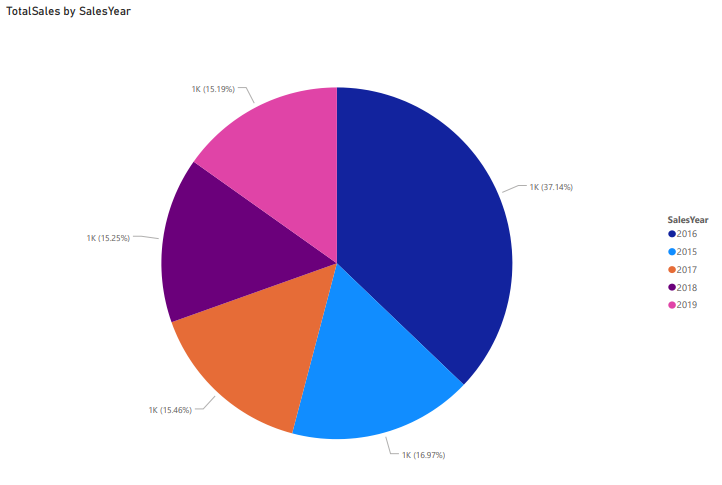 TotalSales by SalesYear
1K (15.19%)
1K (37.14%)
1K (15.25%)
1K (15.46%)
1K (16.97%)
SalesYear
2016
2015
2017
2018
2019